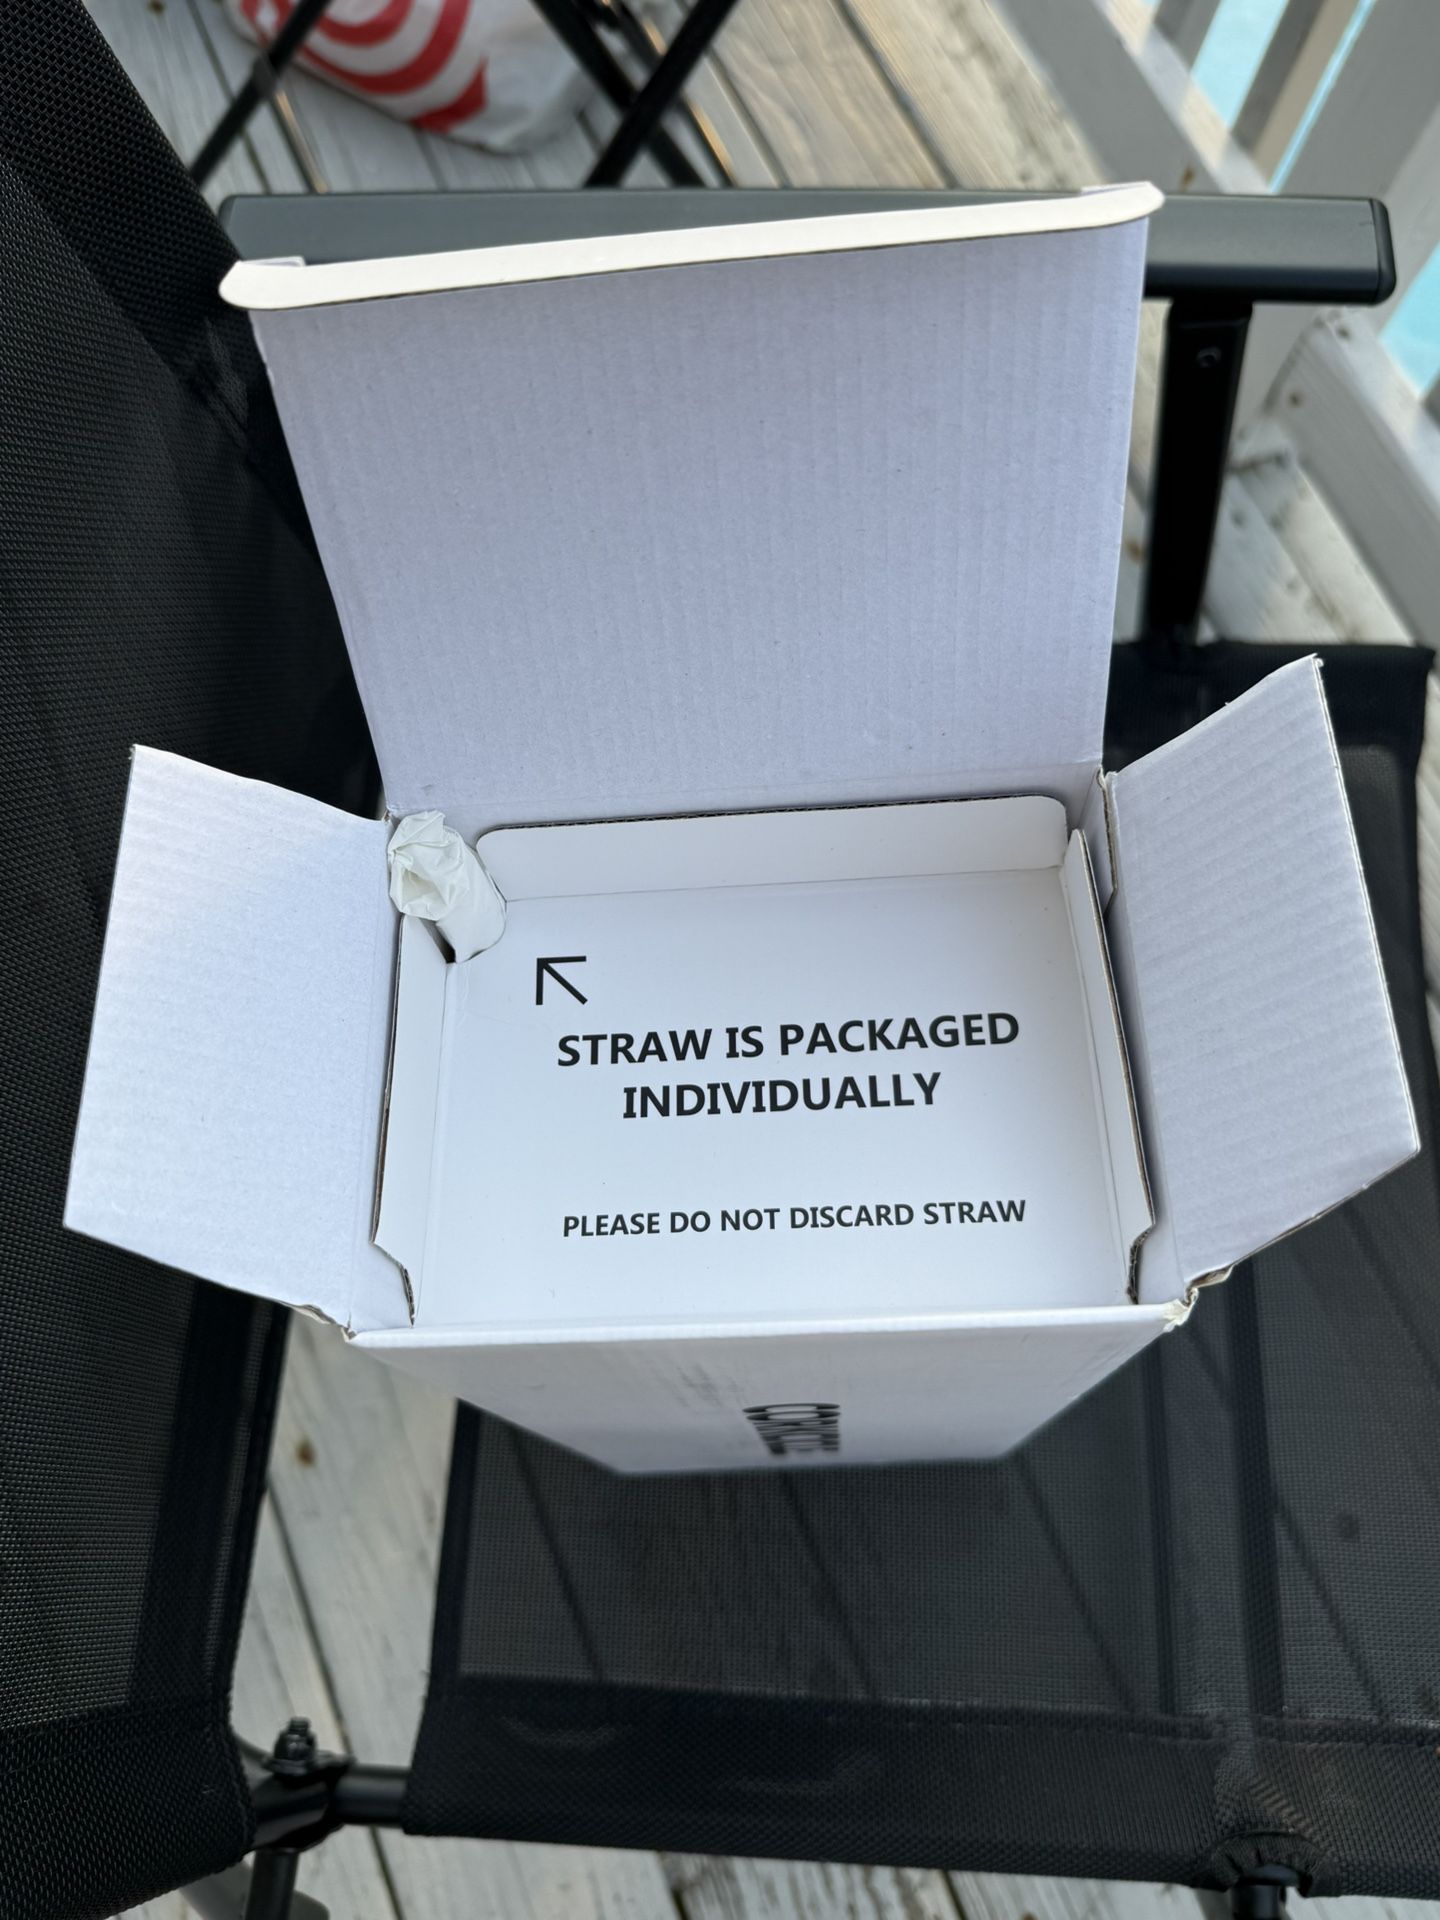 STRAW IS PACKAGED
INDIVIDUALLY
PLEASE DO NOT DISCARD STRAW